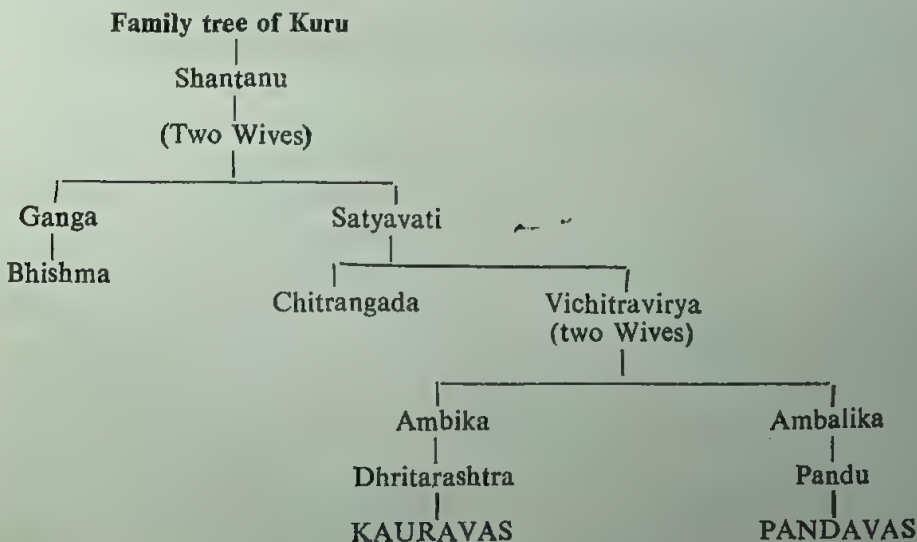 Family tree of Kuru
Shantanu
(Two Wives)
Ganga Satyavati
Bhishma
Chitrangada Vichitravirya
(two Wives)
Ambika Ambalika
Dhritarashtra Pandu
KAURAVAS PANDAVAS